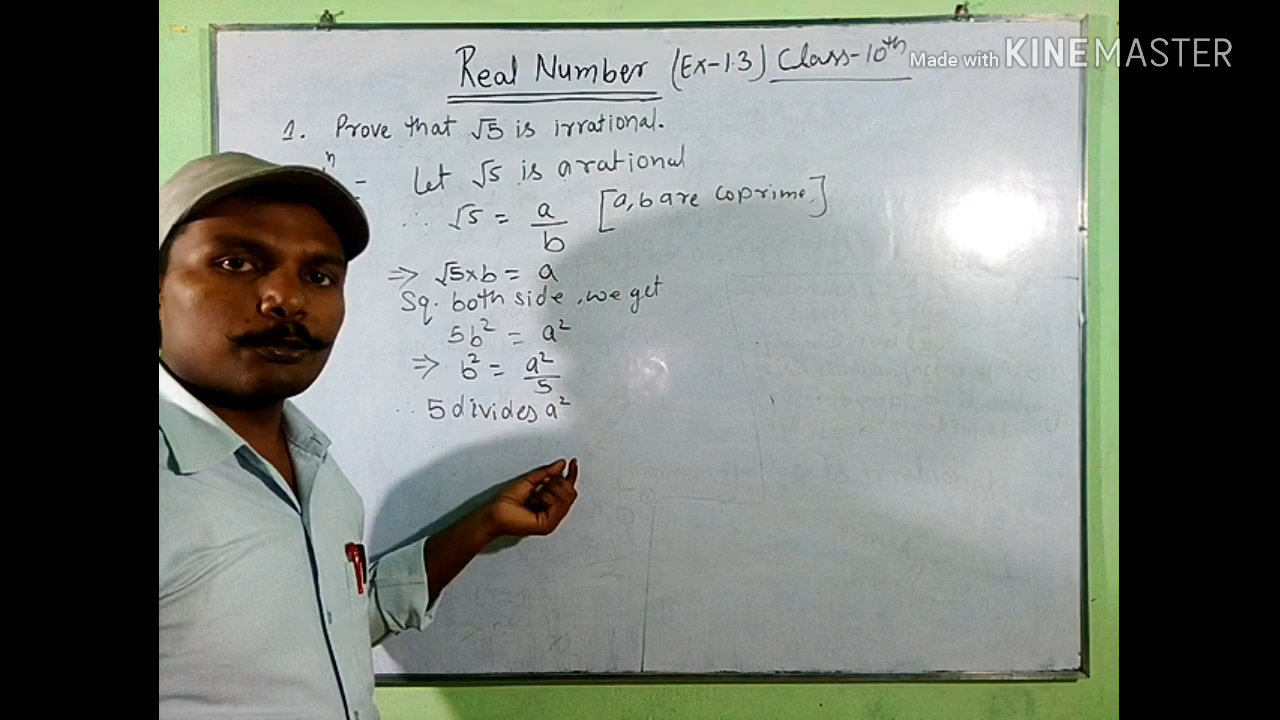 Real Number (Ex-1.3) Class-10th
Made with KINEMASTER
1. Prove that √5 is irrational.
n = Let √5 is a rational
∴ √5 = a/b [a, b are coprime.]
⇒ √5×b = a
Sq. both side, we get
5b² = a²
⇒ b² = a²/5
∴ 5 divides a²